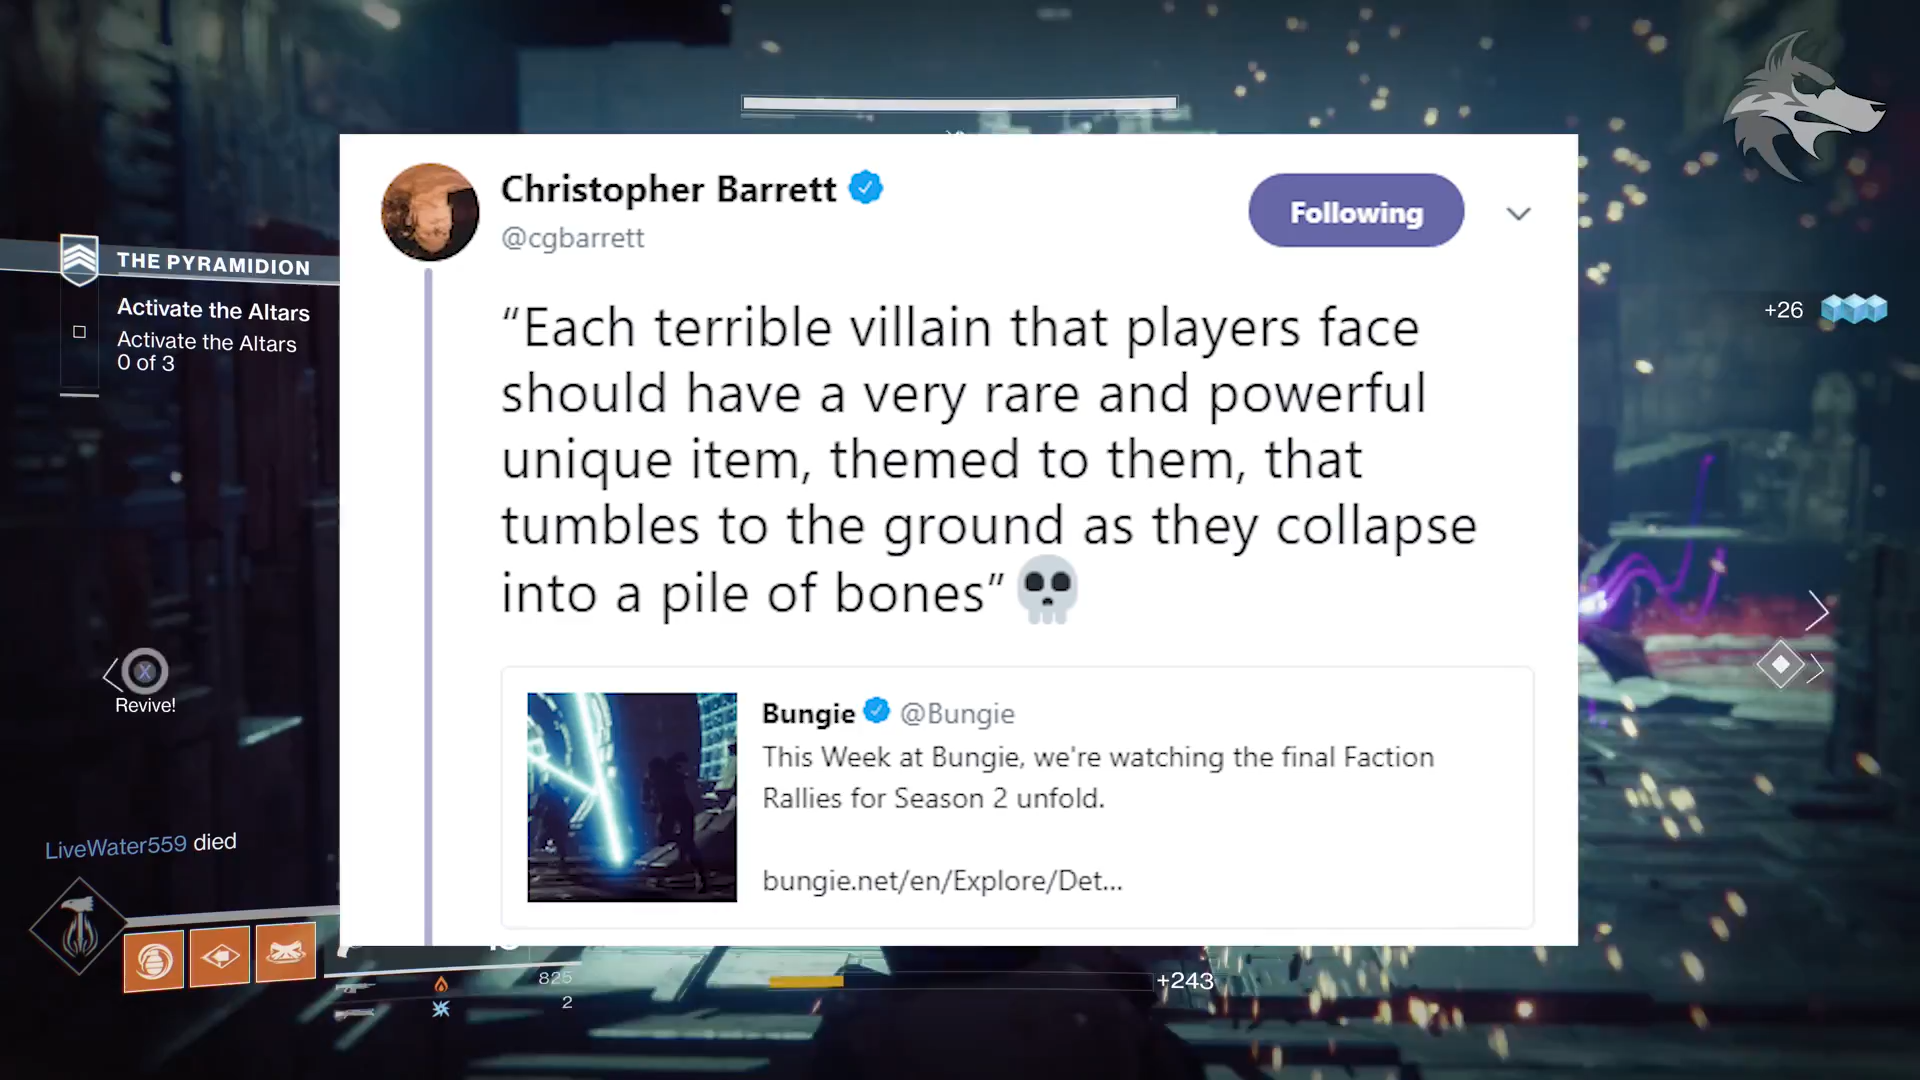 Christopher Barrett
@cgbarrett
Following
“Each terrible villain that players face
should have a very rare and powerful
unique item, themed to them, that
tumbles to the ground as they collapse
into a pile of bones”
Bungie @Bungie
This Week at Bungie, we're watching the final Faction
Rallies for Season 2 unfold.
bungie.net/en/Explore/Det...
THE PYRAMIDION
Activate the Altars
Activate the Altars
0 of 3
+26
X
Revive!
LiveWater559 died
825
2
+243